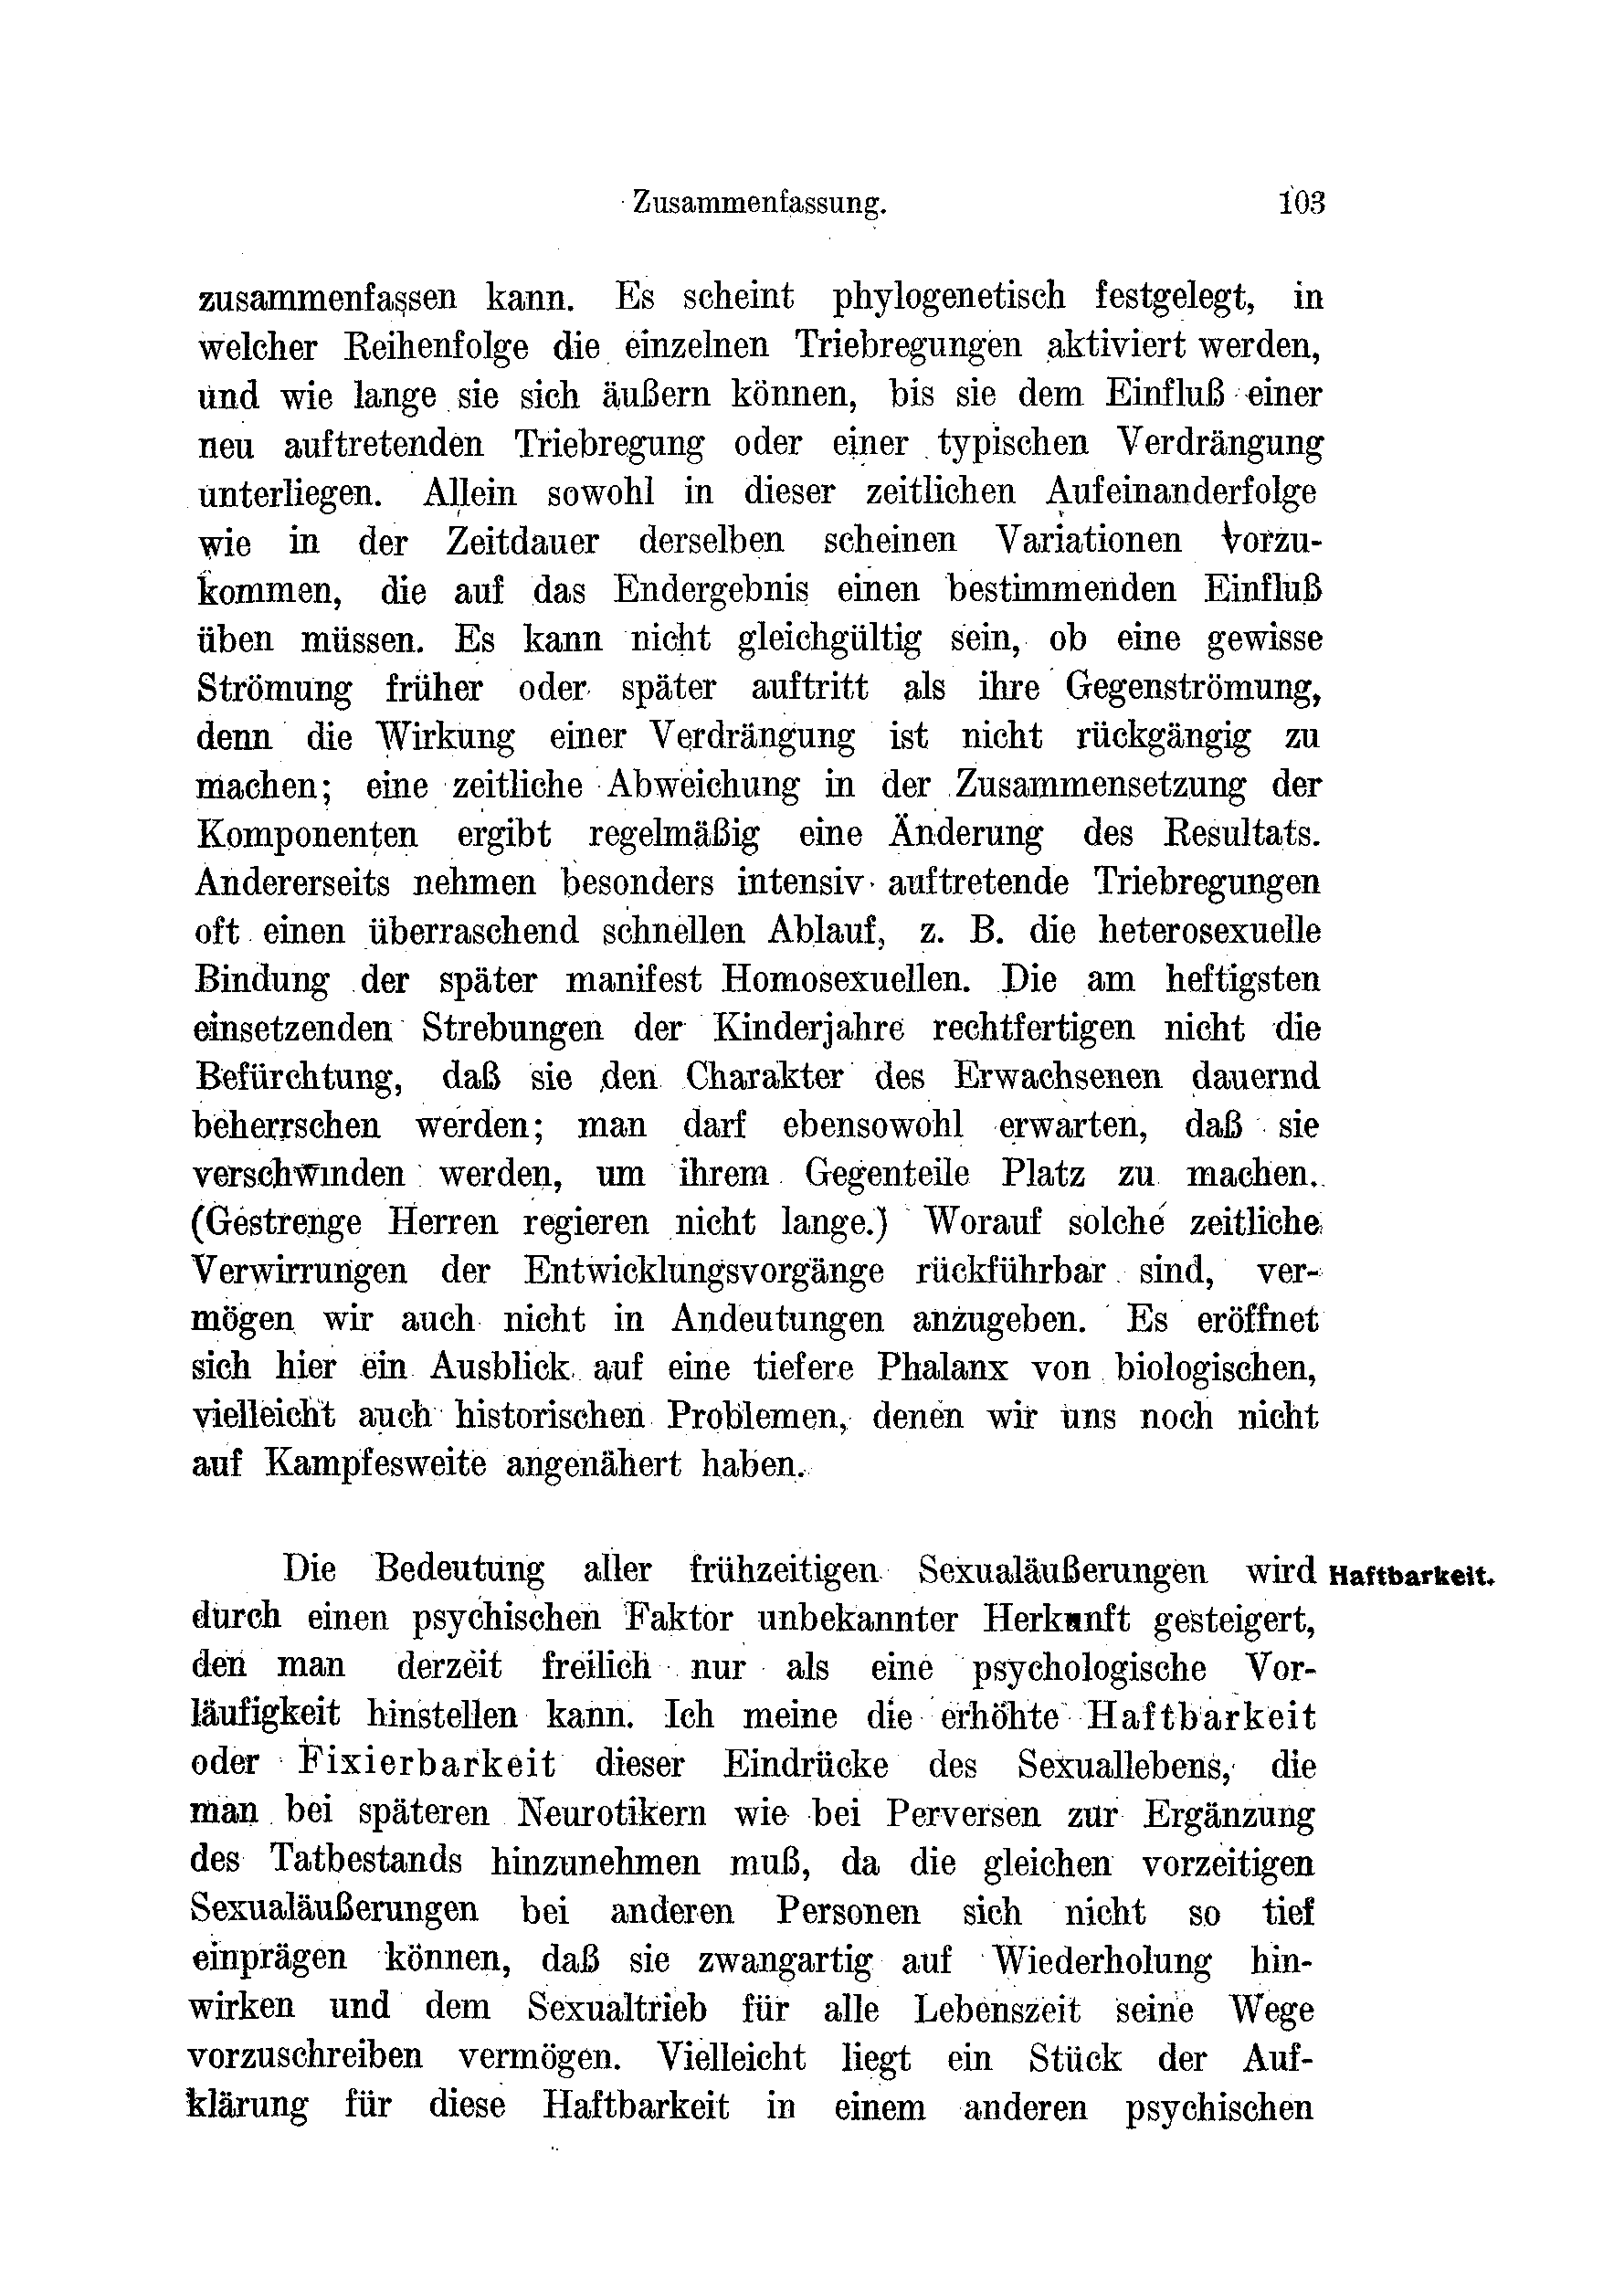 Zusammenfassung. 103
zusammenfassen kann. Es scheint phylogenetisch festgelegt, in
welcher Reihenfolge die einzelnen Triebregungen aktiviert werden,
und wie lange sie sich äußern können, bis sie dem Einfluß einer
neu auftretenden Triebregung oder einer typischen Verdrängung
unterliegen. Allein sowohl in dieser zeitlichen Aufeinanderfolge
wie in der Zeitdauer derselben scheinen Variationen vorzu-
kommen, die auf das Endergebnis einen bestimmenden Einfluß
üben müssen. Es kann nicht gleichgültig sein, ob eine gewisse
Strömung früher oder später auftritt als ihre Gegenströmung,
denn die Wirkung einer Verdrängung ist nicht rückgängig zu
machen; eine zeitliche Abweichung in der Zusammensetzung der
Komponenten ergibt regelmäßig eine Änderung des Resultats.
Andererseits nehmen besonders intensiv auftretende Triebregungen
oft einen überraschend schnellen Ablauf, z. B. die heterosexuelle
Bindung der später manifest Homosexuellen. Die am heftigsten
einsetzenden Strebungen der Kinderjahre rechtfertigen nicht die
Befürchtung, daß sie den Charakter des Erwachsenen dauernd
beherrschen werden; man darf ebensowohl erwarten, daß sie
verschwinden werden, um ihrem Gegenteile Platz zu machen.
(Gestrenge Herren regieren nicht lange.) Worauf solche zeitliche
Verwirrungen der Entwicklungsvorgänge rückführbar sind, ver-
mögen wir auch nicht in Andeutungen anzugeben. Es eröffnet
sich hier ein Ausblick auf eine tiefere Phalanx von biologischen,
vielleicht auch historischen Problemen, denen wir uns noch nicht
auf Kampfesweite angenähert haben.
Die Bedeutung aller frühzeitigen Sexualäußerungen wird Haftbarkeit.
durch einen psychischen Faktor unbekannter Herkunft gesteigert,
den man derzeit freilich nur als eine psychologische Vor-
läufigkeit hinstellen kann. Ich meine die erhöhte Haftbarkeit
oder Fixierbarkeit dieser Eindrücke des Sexuallebens, die
man bei späteren Neurotikern wie bei Perversen zur Ergänzung
des Tatbestands hinzunehmen muß, da die gleichen vorzeitigen
Sexualäußerungen bei anderen Personen sich nicht so tief
einprägen können, daß sie zwangartig auf Wiederholung hin-
wirken und dem Sexualtrieb für alle Lebenszeit seine Wege
vorzuschreiben vermögen. Vielleicht liegt ein Stück der Auf-
klärung für diese Haftbarkeit in einem anderen psychischen